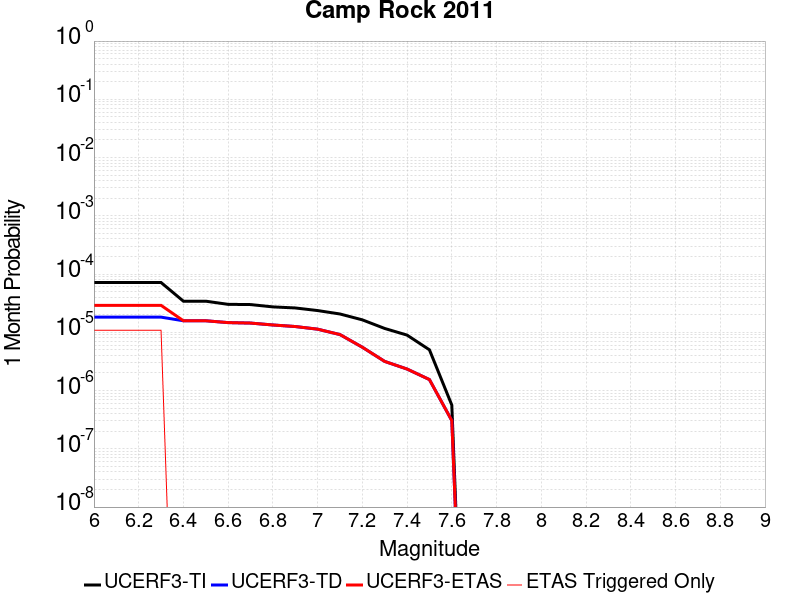 Camp Rock 2011
10^0
10^-1
10^-2
10^-3
10^-4
10^-5
10^-6
10^-7
10^-8
1 Month Probability
6 6.2 6.4 6.6 6.8 7 7.2 7.4 7.6 7.8 8 8.2 8.4 8.6 8.8 9
Magnitude
UCERF3-TI UCERF3-TD UCERF3-ETAS ETAS Triggered Only